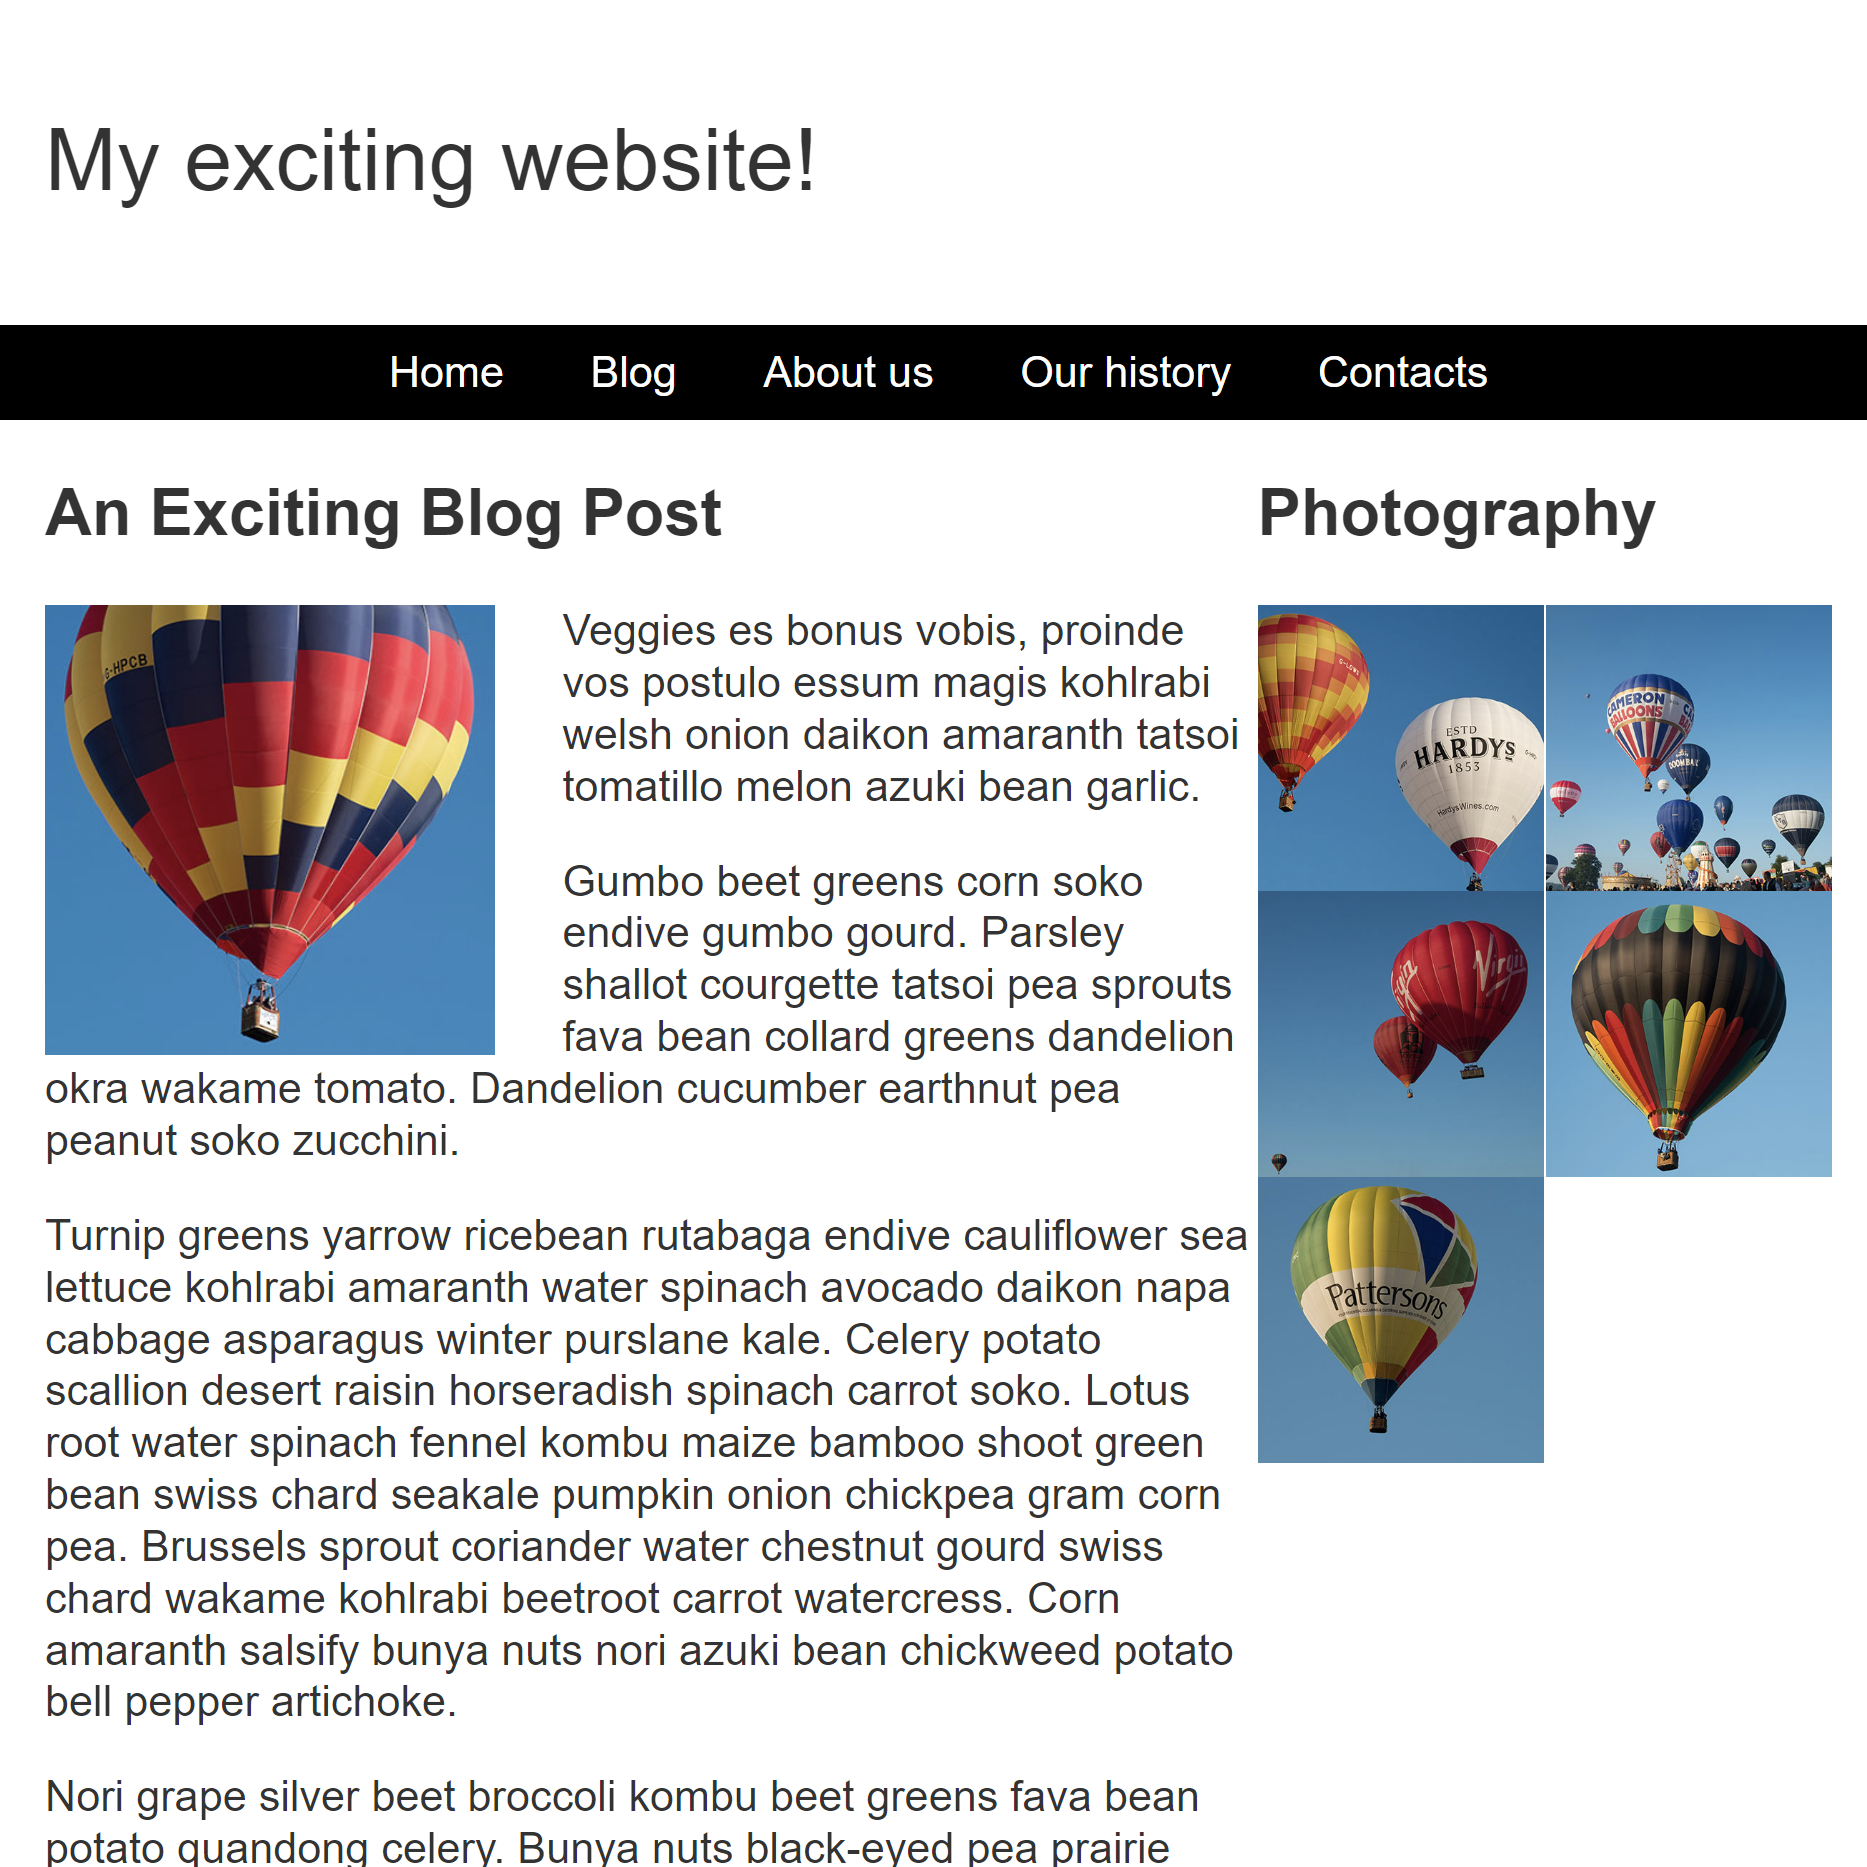 My exciting website!
Home Blog About us Our history Contacts
An Exciting Blog Post
G-HPCB
Veggies es bonus vobis, proinde
vos postulo essum magis kohlrabi
welsh onion daikon amaranth tatsoi
tomatillo melon azuki bean garlic.
Gumbo beet greens corn soko
endive gumbo gourd. Parsley
shallot courgette tatsoi pea sprouts
fava bean collard greens dandelion
okra wakame tomato. Dandelion cucumber earthnut pea
peanut soko zucchini.
Turnip greens yarrow ricebean rutabaga endive cauliflower sea
lettuce kohlrabi amaranth water spinach avocado daikon napa
cabbage asparagus winter purslane kale. Celery potato
scallion desert raisin horseradish spinach carrot soko. Lotus
root water spinach fennel kombu maize bamboo shoot green
bean swiss chard seakale pumpkin onion chickpea gram corn
pea. Brussels sprout coriander water chestnut gourd swiss
chard wakame kohlrabi beetroot carrot watercress. Corn
amaranth salsify bunya nuts nori azuki bean chickweed potato
bell pepper artichoke.
Nori grape silver beet broccoli kombu beet greens fava bean
potato quandong celery. Bunya nuts black-eyed pea prairie
Photography
ESTD
HARDYS
1853
HardysWines.com
CAMERON
BALLOONS
DOOMBAR
Virgin
Pattersons